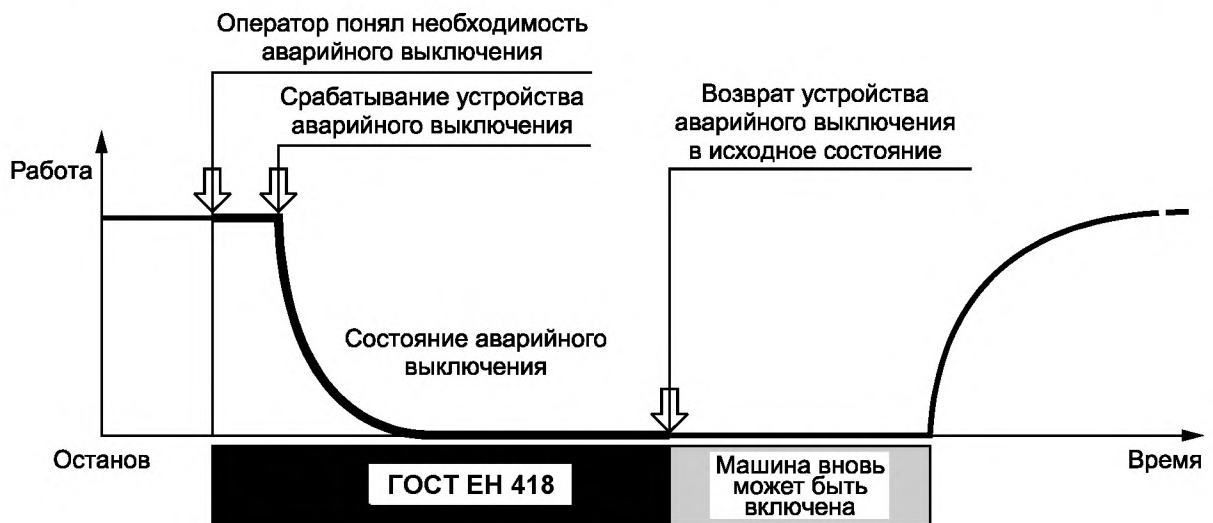 Оператор понял необходимость
аварийного выключения
Срабатывание устройства
аварийного выключения
Возврат устройства
аварийного выключения
в исходное состояние
Работа
Состояние аварийного
выключения
Останов
Время
ГОСТ ЕН 418
Машина вновь
может быть
включена